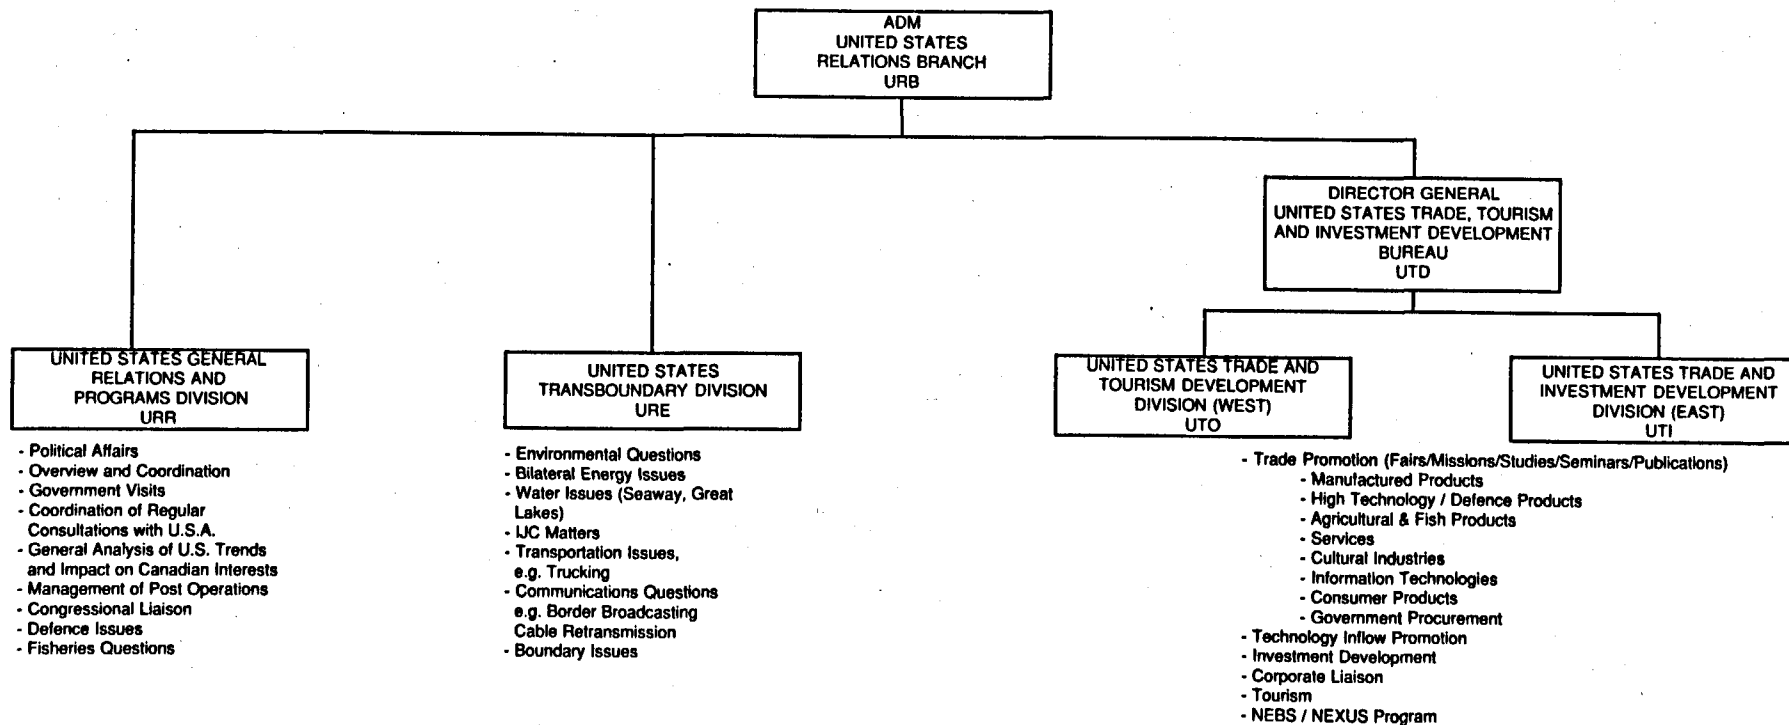 ADM
UNITED STATES
RELATIONS BRANCH
URB
DIRECTOR GENERAL
UNITED STATES TRADE, TOURISM
AND INVESTMENT DEVELOPMENT
BUREAU
UTD
UNITED STATES GENERAL
RELATIONS AND
PROGRAMS DIVISION
URR
- Political Affairs
- Overview and Coordination
- Government Visits
- Coordination of Regular
Consultations with U.S.A.
- General Analysis of U.S. Trends
and Impact on Canadian Interests
- Management of Post Operations
- Congressional Liaison
- Defence Issues
- Fisheries Questions
UNITED STATES
TRANSBOUNDARY DIVISION
URE
- Environmental Questions
- Bilateral Energy Issues
- Water Issues (Seaway, Great
Lakes)
- IJC Matters
- Transportation Issues,
e.g. Trucking
- Communications Questions
e.g. Border Broadcasting
Cable Retransmission
- Boundary Issues
UNITED STATES TRADE AND
TOURISM DEVELOPMENT
DIVISION (WEST)
UTO
UNITED STATES TRADE AND
INVESTMENT DEVELOPMENT
DIVISION (EAST)
UTI
- Trade Promotion (Fairs/Missions/Studies/Seminars/Publications)
- Manufactured Products
- High Technology / Defence Products
- Agricultural & Fish Products
- Services
- Cultural Industries
- Information Technologies
- Consumer Products
- Government Procurement
- Technology Inflow Promotion
- Investment Development
- Corporate Liaison
- Tourism
- NEBS / NEXUS Program